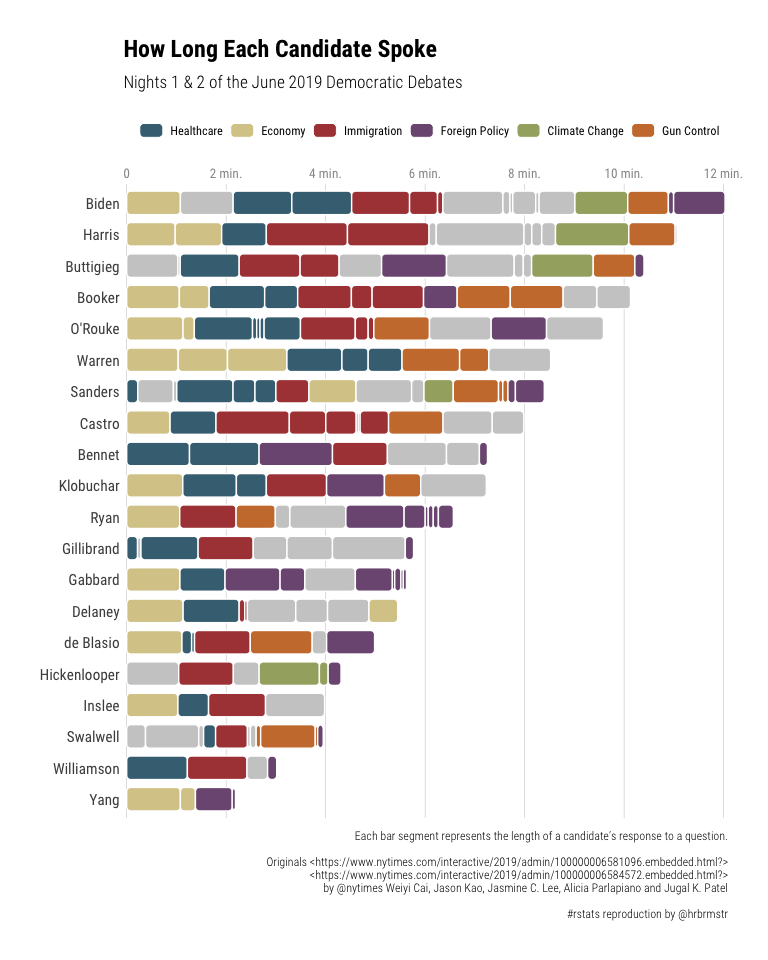 How Long Each Candidate Spoke
Nights 1 & 2 of the June 2019 Democratic Debates
Healthcare Economy Immigration Foreign Policy Climate Change Gun Control
0 2 min. 4 min. 6 min. 8 min. 10 min. 12 min.
Biden
Harris
Buttigieg
Booker
O'Rourke
Warren
Sanders
Castro
Bennet
Klobuchar
Ryan
Gillibrand
Gabbard
Delaney
de Blasio
Hickenlooper
Inslee
Swalwell
Williamson
Yang
Each bar segment represents the length of a candidate's response to a question.
Originals <https://www.nytimes.com/interactive/2019/admin/100000006581096.embedded.html?>
<https://www.nytimes.com/interactive/2019/admin/100000006584572.embedded.html?>
by @nytimes Weiyi Cai, Jason Kao, Jasmine C. Lee, Alicia Parlapiano and Jugal K. Patel
#rstats reproduction by @hrbrmstr